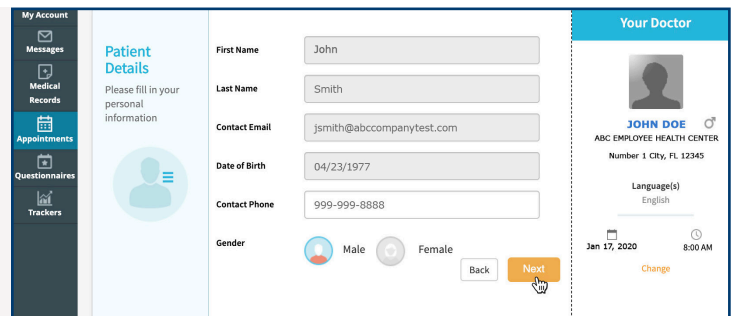 My Account
Messages
Medical
Records
Appointments
Questionnaires
Trackers
Patient
Details
Please fill in your
personal
information
First Name
John
Last Name
Smith
Contact Email
jsmith@abccompanytest.com
Date of Birth
04/23/1977
Contact Phone
999-999-8888
Gender
Male
Female
Back
Next
Your Doctor
JOHN DOE
ABC EMPLOYEE HEALTH CENTER
Number 1 City, FL 12345
Language(s)
English
Jan 17, 2020
8:00 AM
Change